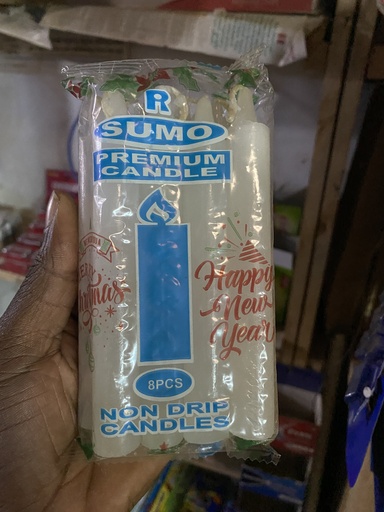 R
SUMO
PREMIUM
CANDLE
Happy
New
Year
8PCS
NON DRIP
CANDLES